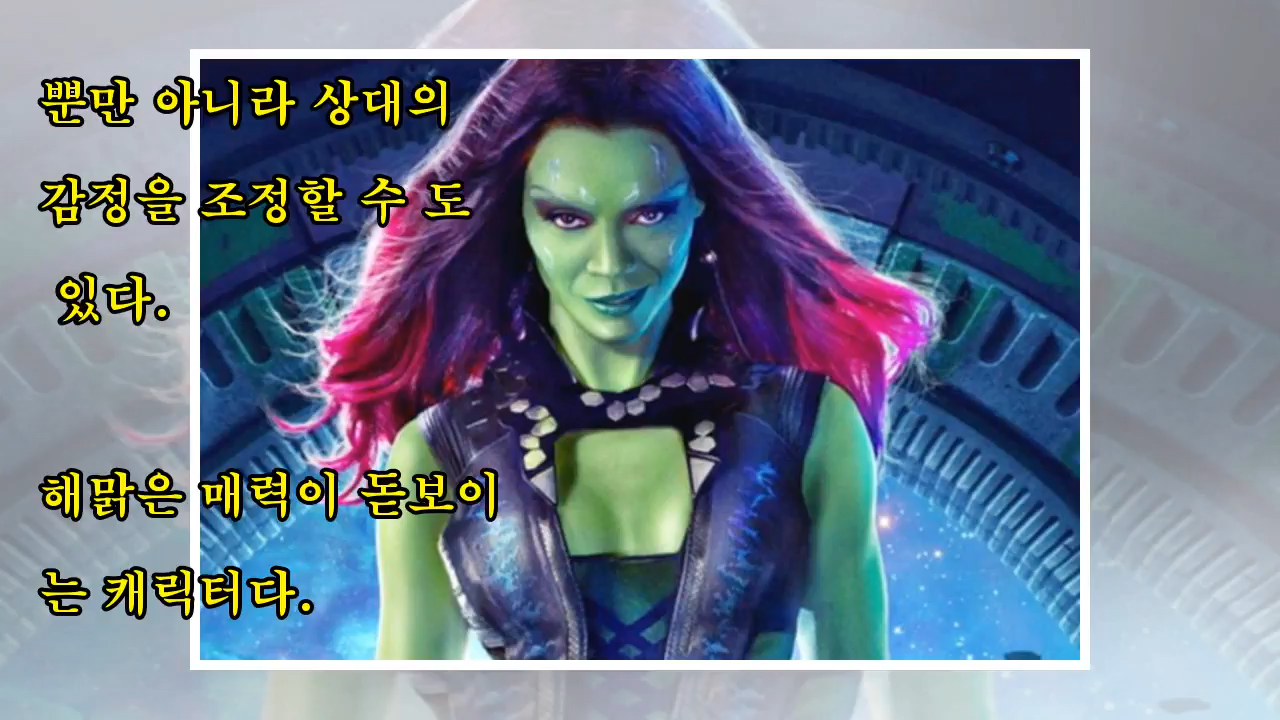 뿐만 아니라 상대의
감정을 조정할 수 도
있다.
해맑은 매력이 돋보이
는 캐릭터다.